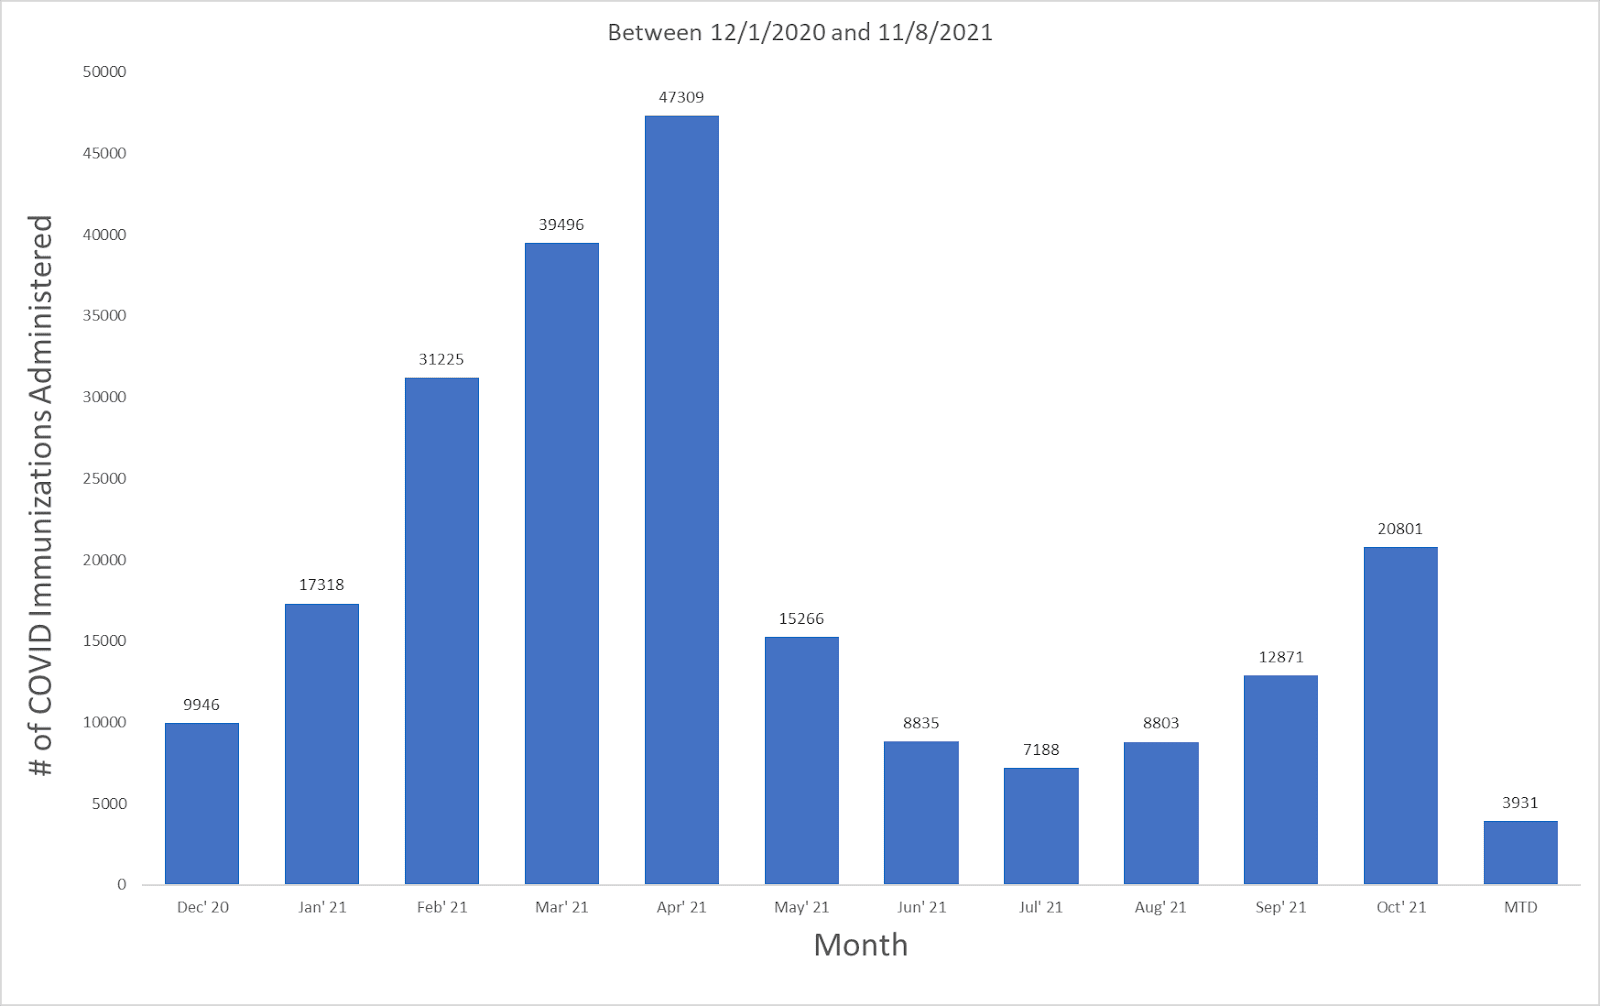 Between 12/1/2020 and 11/8/2021
# of COVID Immunizations Administered
50000
45000
40000
35000
30000
25000
20000
15000
10000
5000
0
9946
17318
31225
39496
47309
15266
8835
7188
8803
12871
20801
3931
Dec' 20
Jan' 21
Feb' 21
Mar' 21
Apr' 21
May' 21
Jun' 21
Jul' 21
Aug' 21
Sep' 21
Oct' 21
MTD
Month